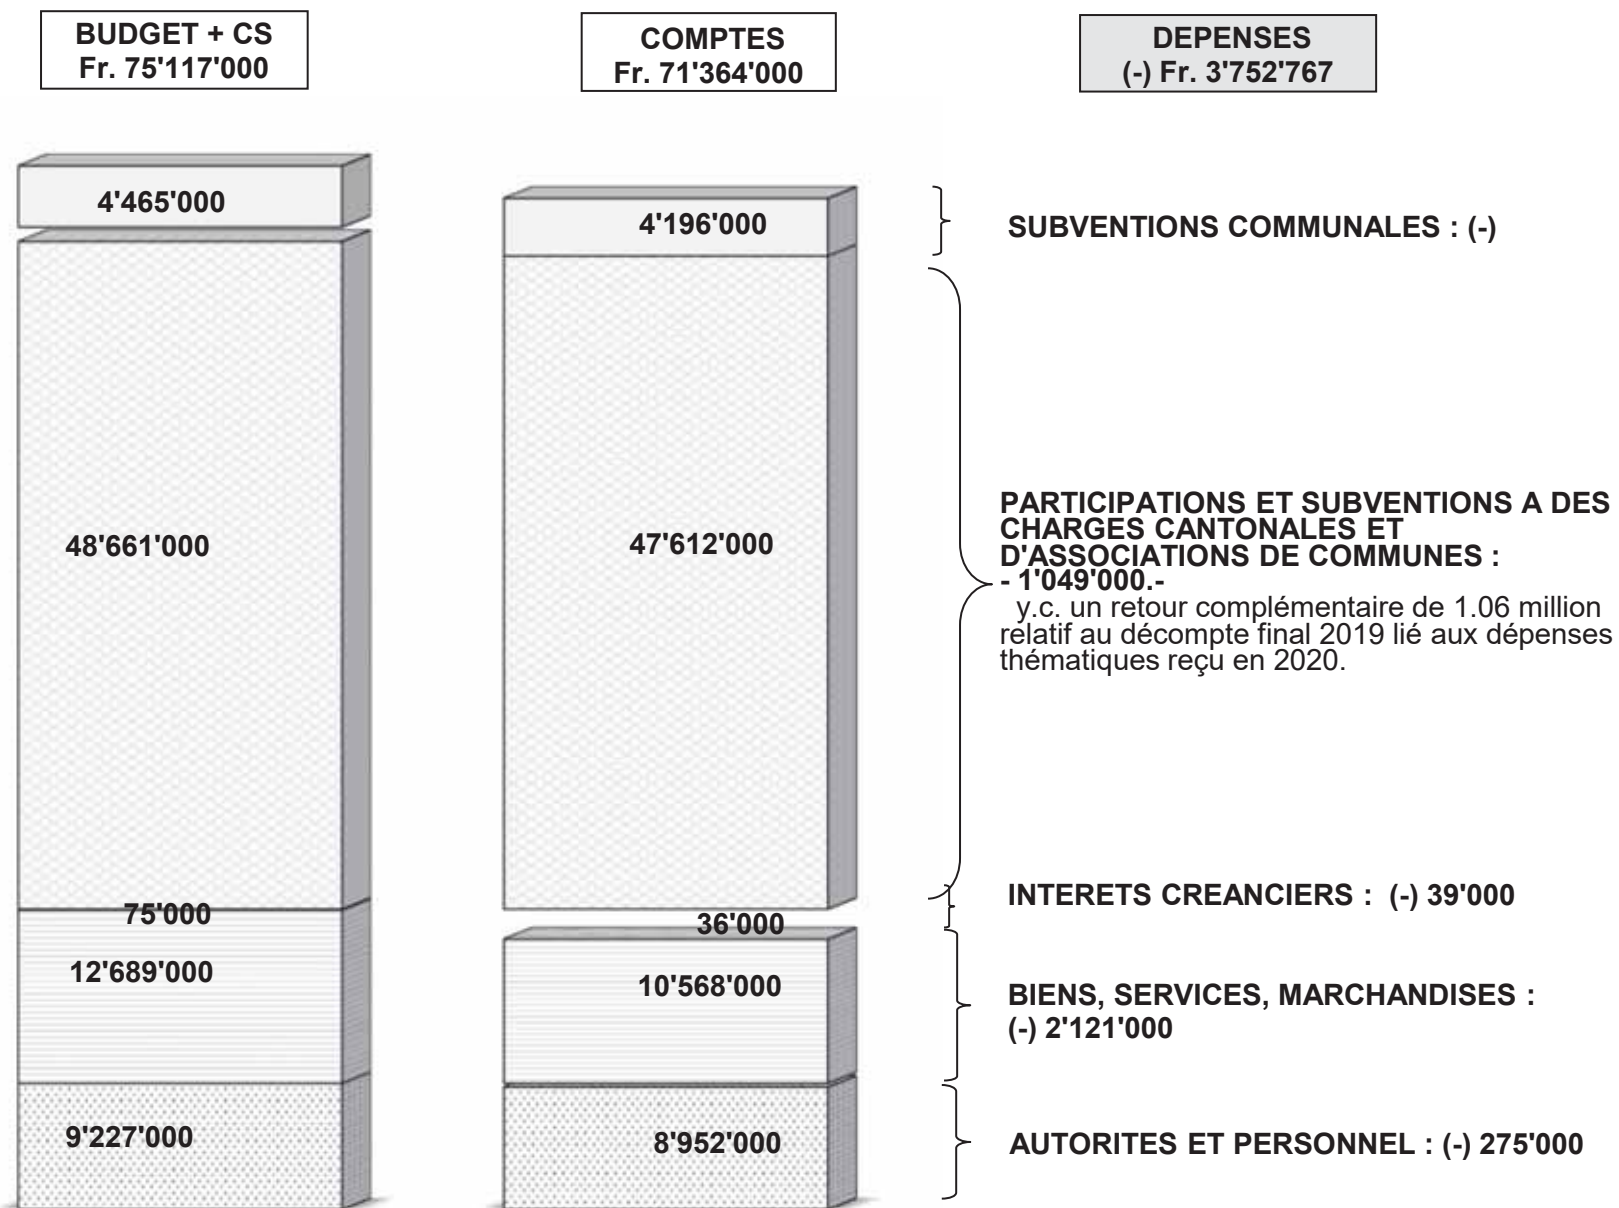 BUDGET + CS
Fr. 75'117'000
COMPTES
Fr. 71'364'000
DEPENSES
(-) Fr. 3'752'767
4'465'000
4'196'000
SUBVENTIONS COMMUNALES : (-)
48'661'000
47'612'000
PARTICIPATIONS ET SUBVENTIONS A DES
CHARGES CANTONALES ET
D'ASSOCIATIONS DE COMMUNES :
- 1'049'000.-
y.c. un retour complémentaire de 1.06 million
relatif au décompte final 2019 lié aux dépenses
thématiques reçu en 2020.
75'000
36'000
INTERETS CREANCIERS : (-) 39'000
12'689'000
10'568'000
BIENS, SERVICES, MARCHANDISES :
(-) 2'121'000
9'227'000
8'952'000
AUTORITES ET PERSONNEL : (-) 275'000